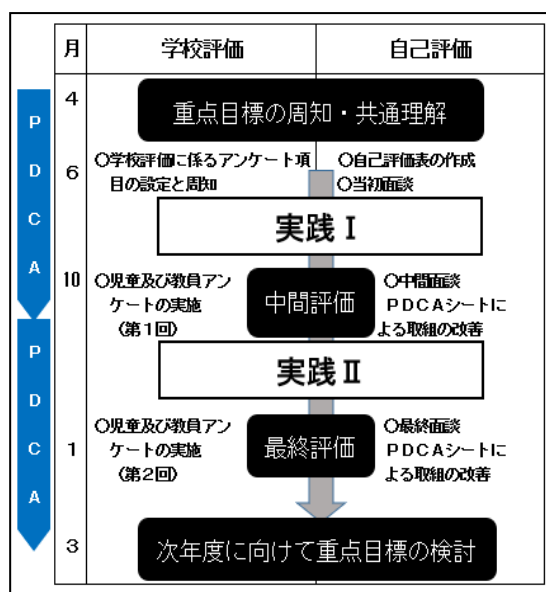 月 学校評価 自己評価
4
重点目標の周知・共通理解
P
D
C
A
6
〇学校評価に係るアンケート項
目の設定と周知
〇自己評価表の作成
〇当初面談
実践Ⅰ
10
〇児童及び教員アン
ケートの実施
(第1回)
中間評価
〇中間面談
PDCAシートに
よる取組の改善
P
D
C
A
実践Ⅱ
1
〇児童及び教員アン
ケートの実施
(第2回)
最終評価
〇最終面談
PDCAシートに
よる取組の改善
3
次年度に向けて重点目標の検討